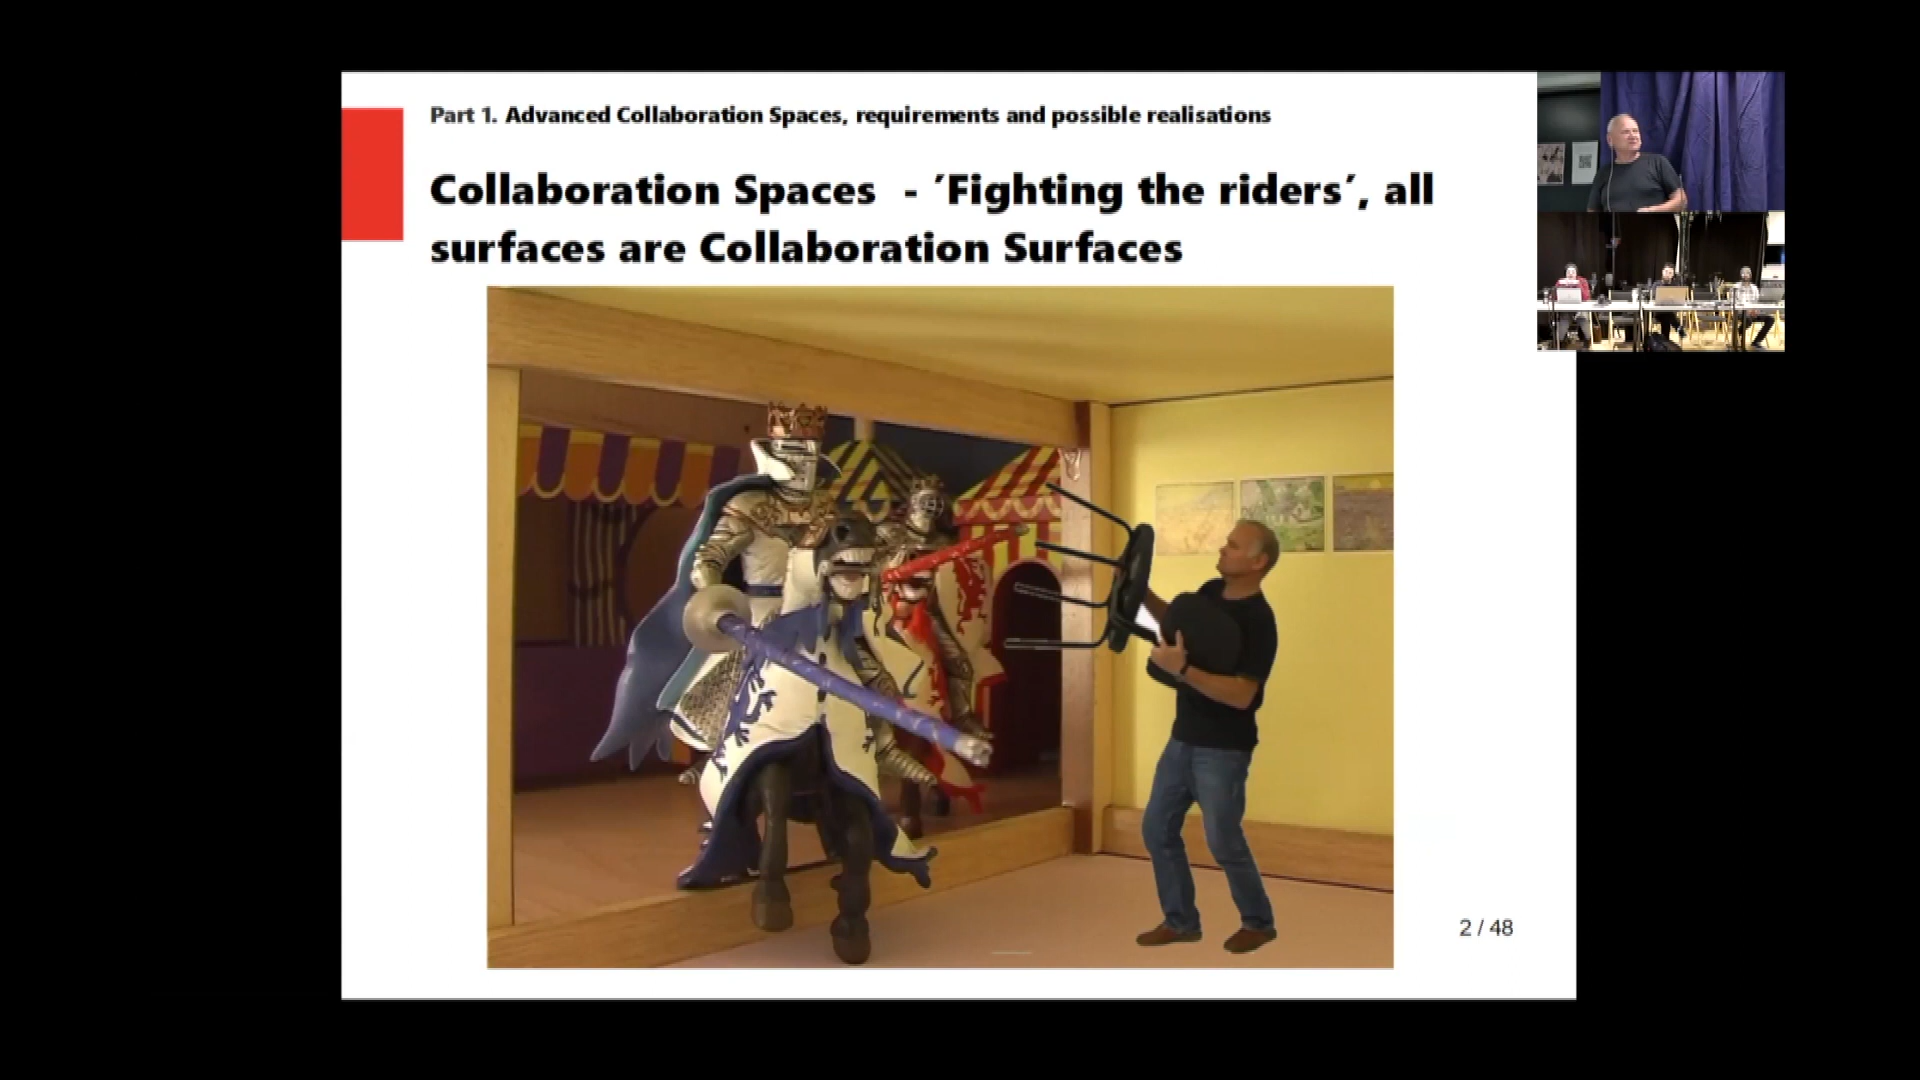 Part 1. Advanced Collaboration Spaces, requirements and possible realisations
Collaboration Spaces - ′Fighting the riders′, all
surfaces are Collaboration Surfaces
2 / 48